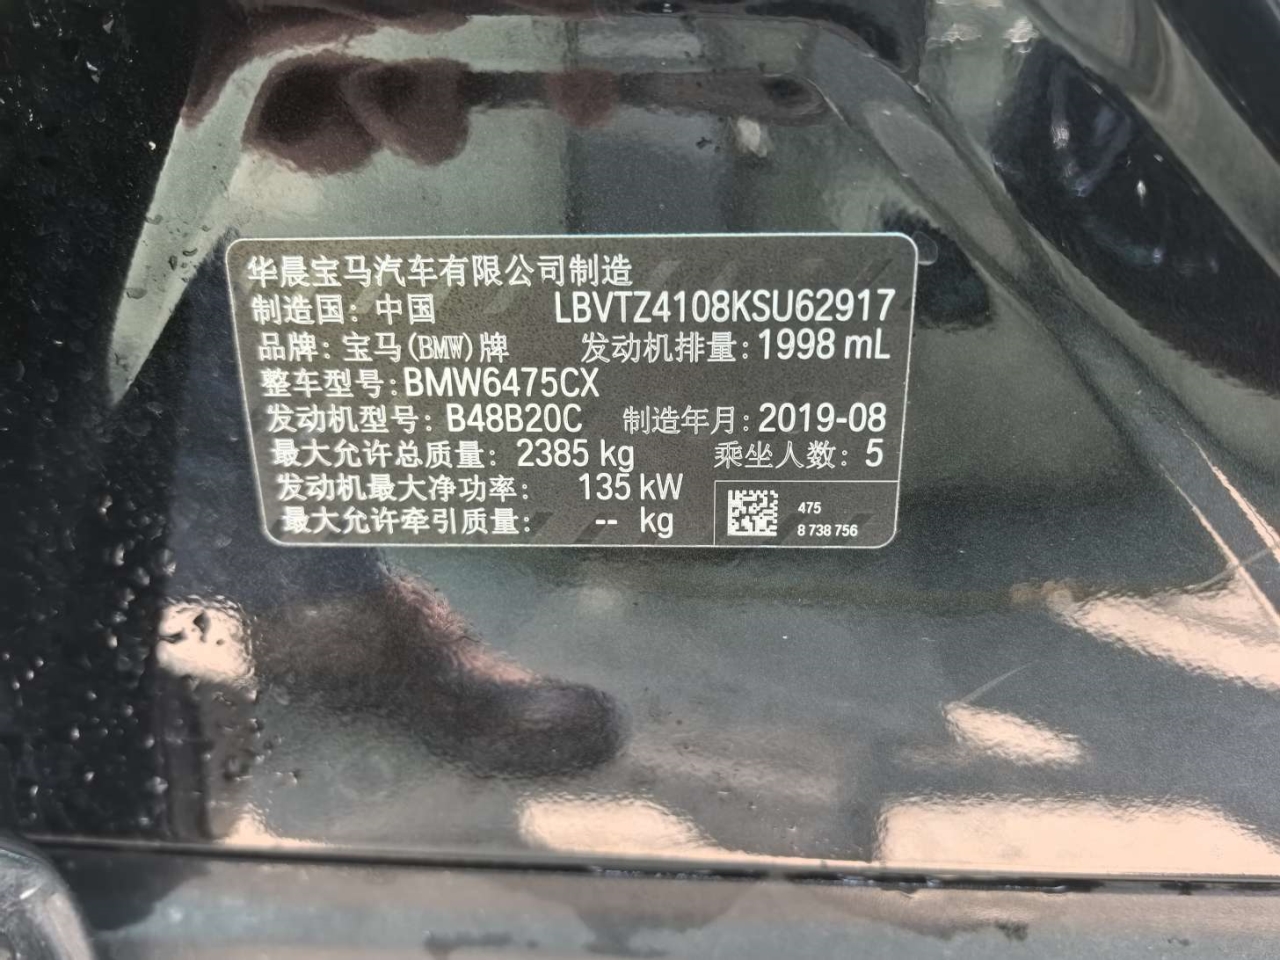 华晨宝马汽车有限公司制造
制造国：中国 LBVTZ4108KSU62917
品牌：宝马(BMW)牌 发动机排量：1998 mL
整车型号：BMW6475CX
发动机型号：B48B20C 制造年月：2019-08
最大允许总质量：2385 kg 乘坐人数：5
发动机最大净功率：135 kW
最大允许牵引质量：-- kg
475
8 738 756